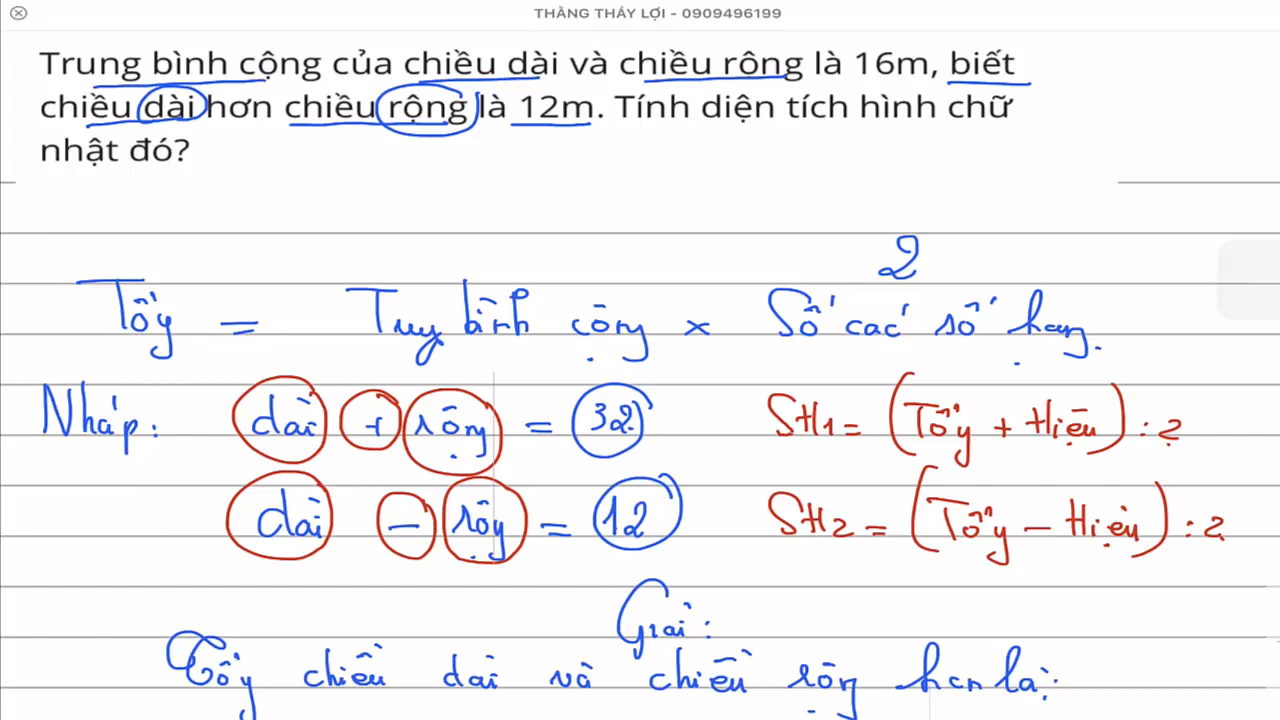 THẰNG THÁY LỢI - 0909496199
Trung bình cộng của chiều dài và chiều rộng là 16m, biết
chiều dài hơn chiều rộng là 12m. Tính diện tích hình chữ
nhật đó?
2
Tổng = Trung bình cộng × Số các số hạng.
Nháp: dài + rộng = 32 SH1 = (Tổng + Hiệu) : 2
dài - rộng = 12 SH2 = (Tổng - Hiệu) : 2
Giải:
Tổng chiều dài và chiều rộng hcn là: